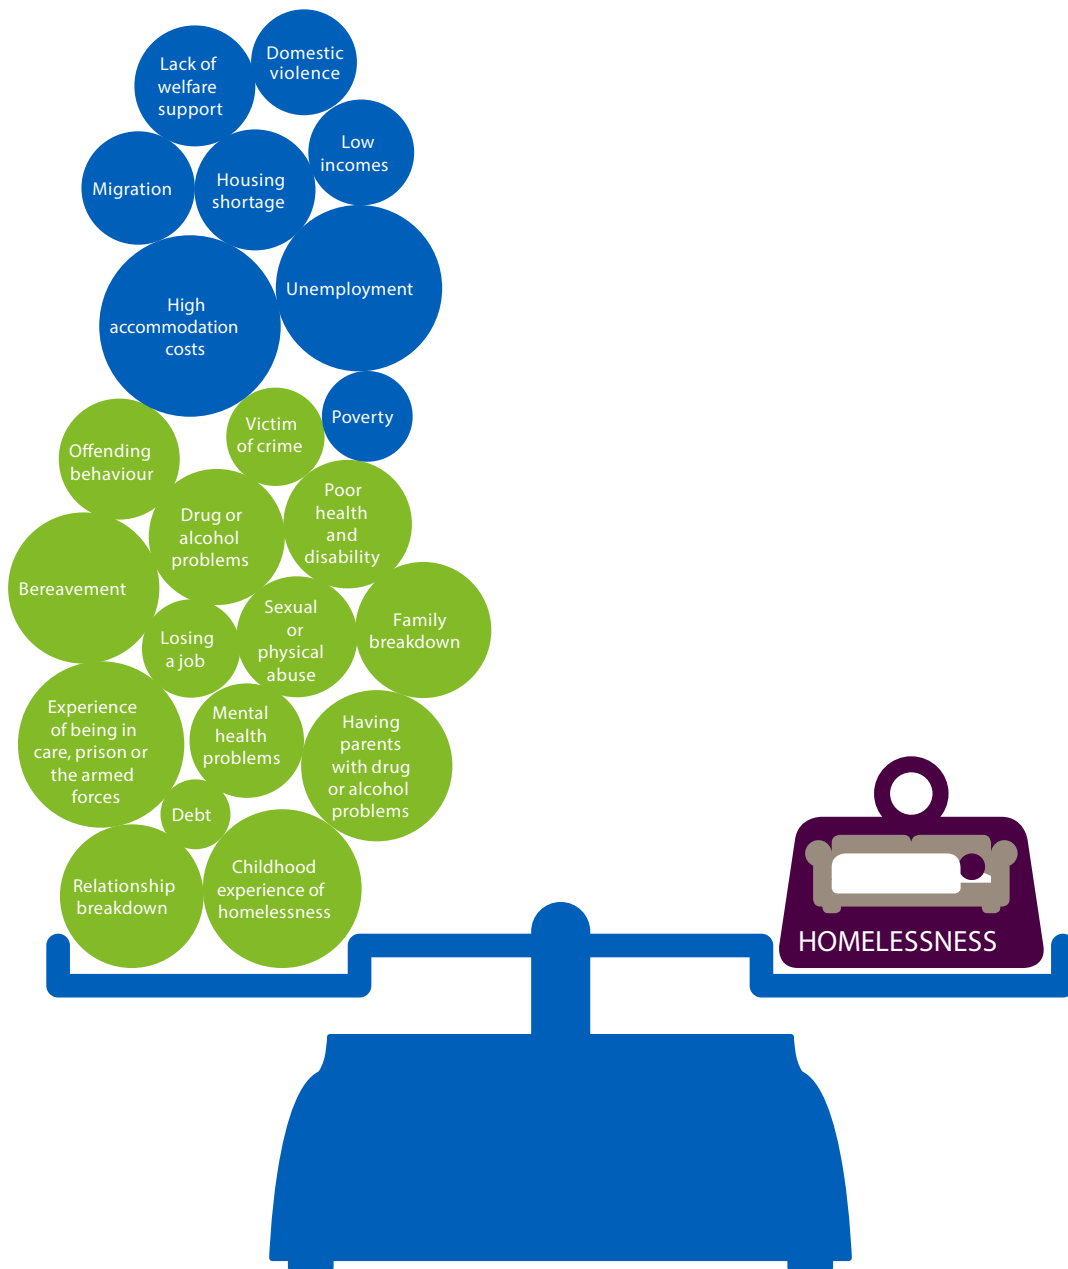 Domestic
violence
Lack of
welfare
support
Low
incomes
Migration
Housing
shortage
Unemployment
High
accommodation
costs
Poverty
Victim
of crime
Offending
behaviour
Poor
health
and
disability
Drug or
alcohol
problems
Bereavement
Sexual
or
physical
abuse
Family
breakdown
Losing
a job
Experience
of being in
care, prison or
the armed
forces
Mental
health
problems
Having
parents
with drug
or alcohol
problems
Debt
Relationship
breakdown
Childhood
experience of
homelessness
HOMELESSNESS